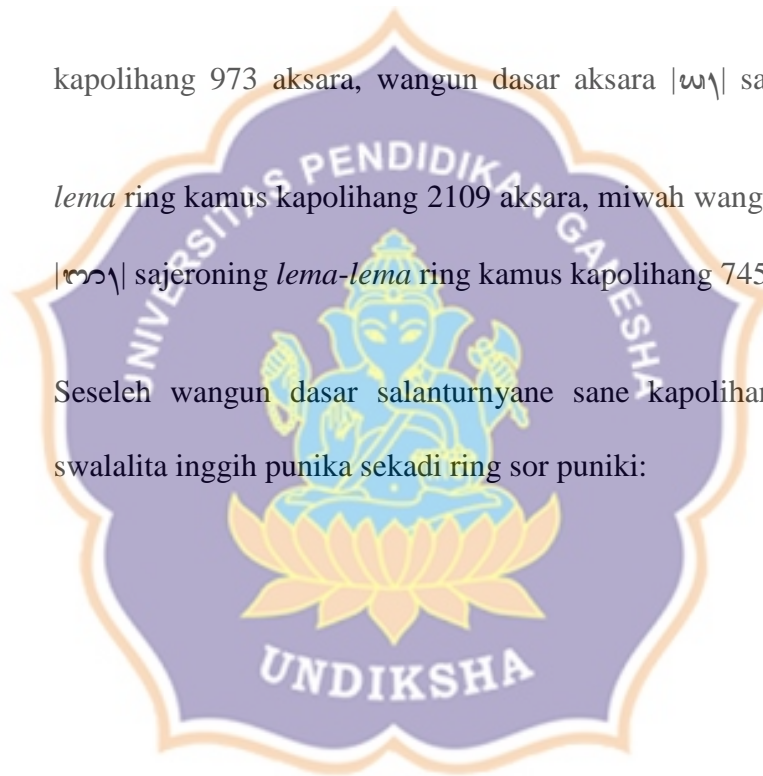 kapolihang 973 aksara, wangun dasar aksara |ᬬ᭄| sa
lema ring kamus kapolihang 2109 aksara, miwah wang
sajeroning lema-lema ring kamus kapolihang 745
Seseleh wangun dasar salanturnyane sane kapolihan
swalalita inggih punika sekadi ring sor puniki:
UNIVERSITAS PENDIDIKAN GANESHA
UNDIKSHA